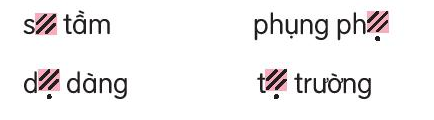 s tầm phụng ph
d dàng t trường